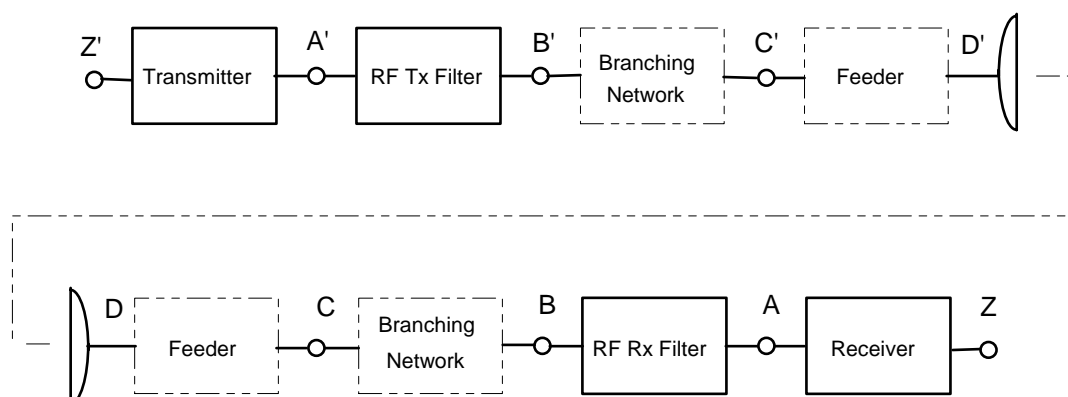 Z'
Transmitter
A'
RF Tx Filter
B'
Branching
Network
C'
Feeder
D'
D
Feeder
C
Branching
Network
B
RF Rx Filter
A
Receiver
Z